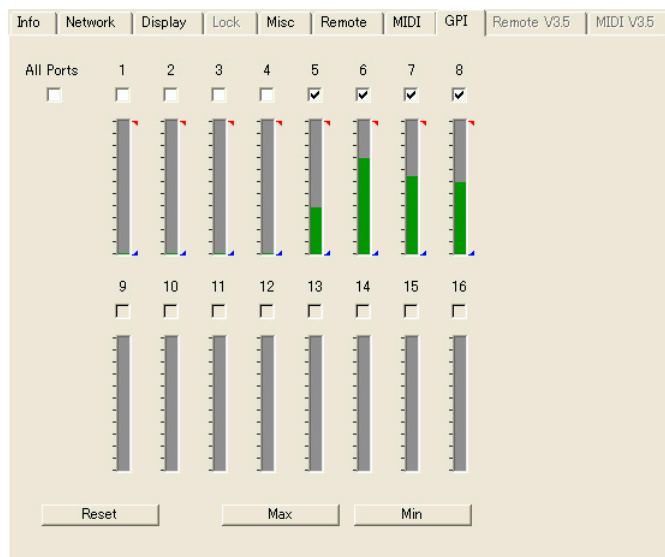 Info Network Display Lock Misc Remote MIDI GPI Remote V3.5 MIDI V3.5
All Ports 1 2 3 4 5 6 7 8
9 10 11 12 13 14 15 16
Reset Max Min